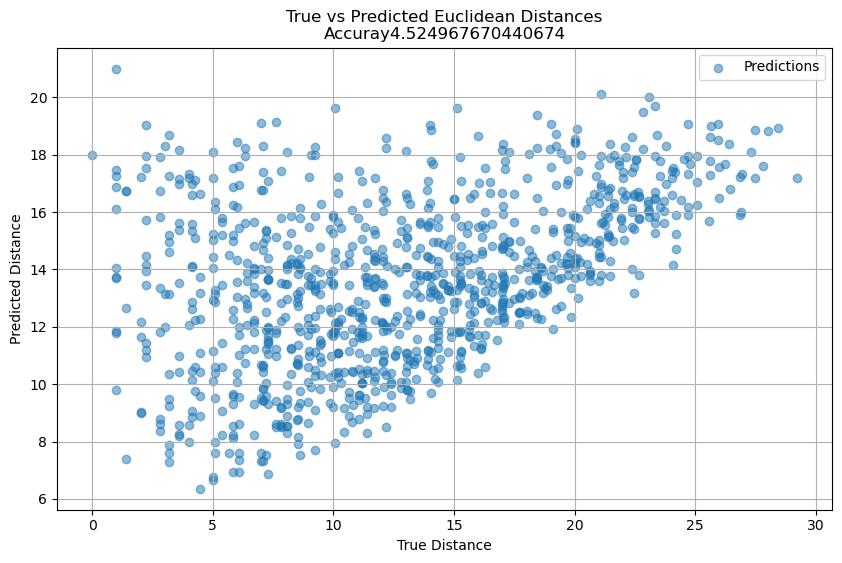 True vs Predicted Euclidean Distances
Accuray4.524967670440674
Predictions
20
18
16
14
12
10
8
6
Predicted Distance
0 5 10 15 20 25 30
True Distance